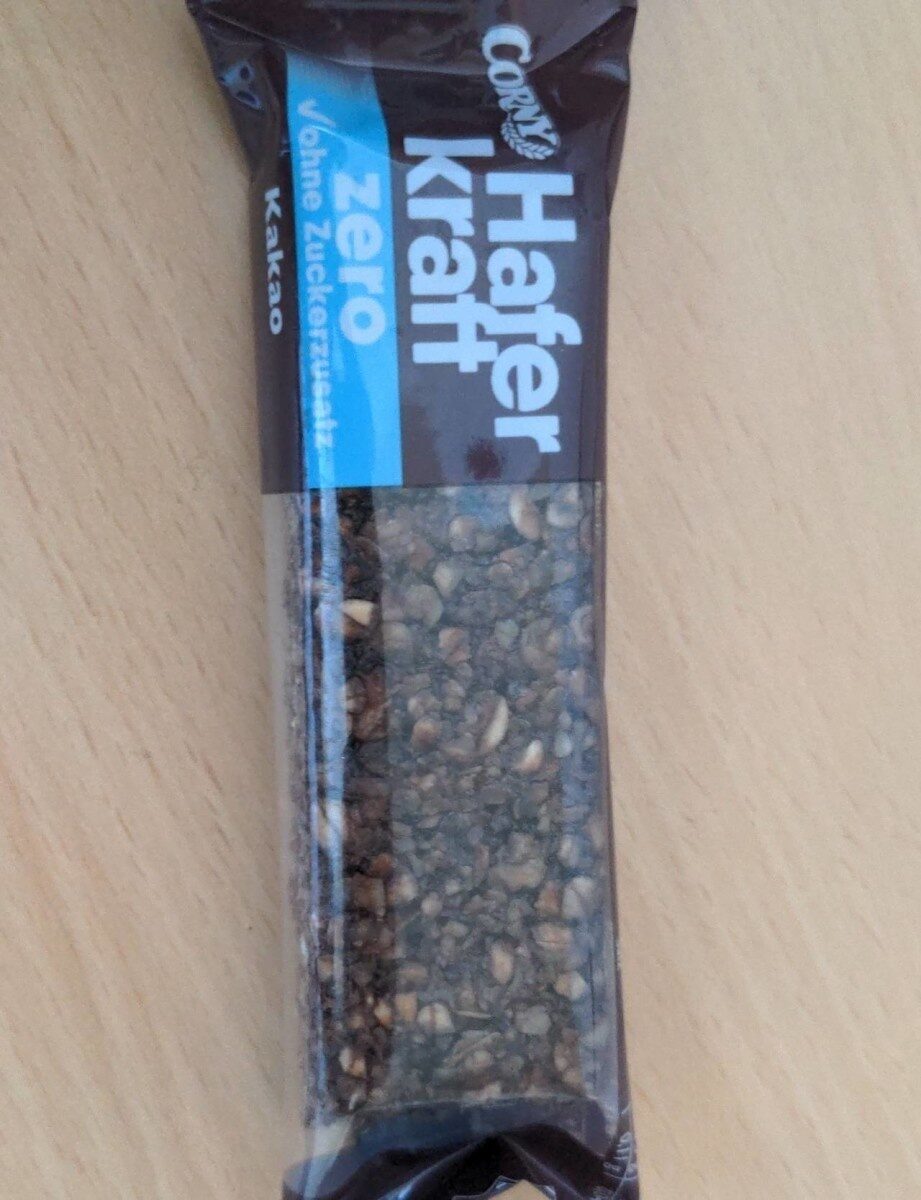 CORNY
Hafer
kraft
zero
✓ohne Zuckerzusatz
Kakao